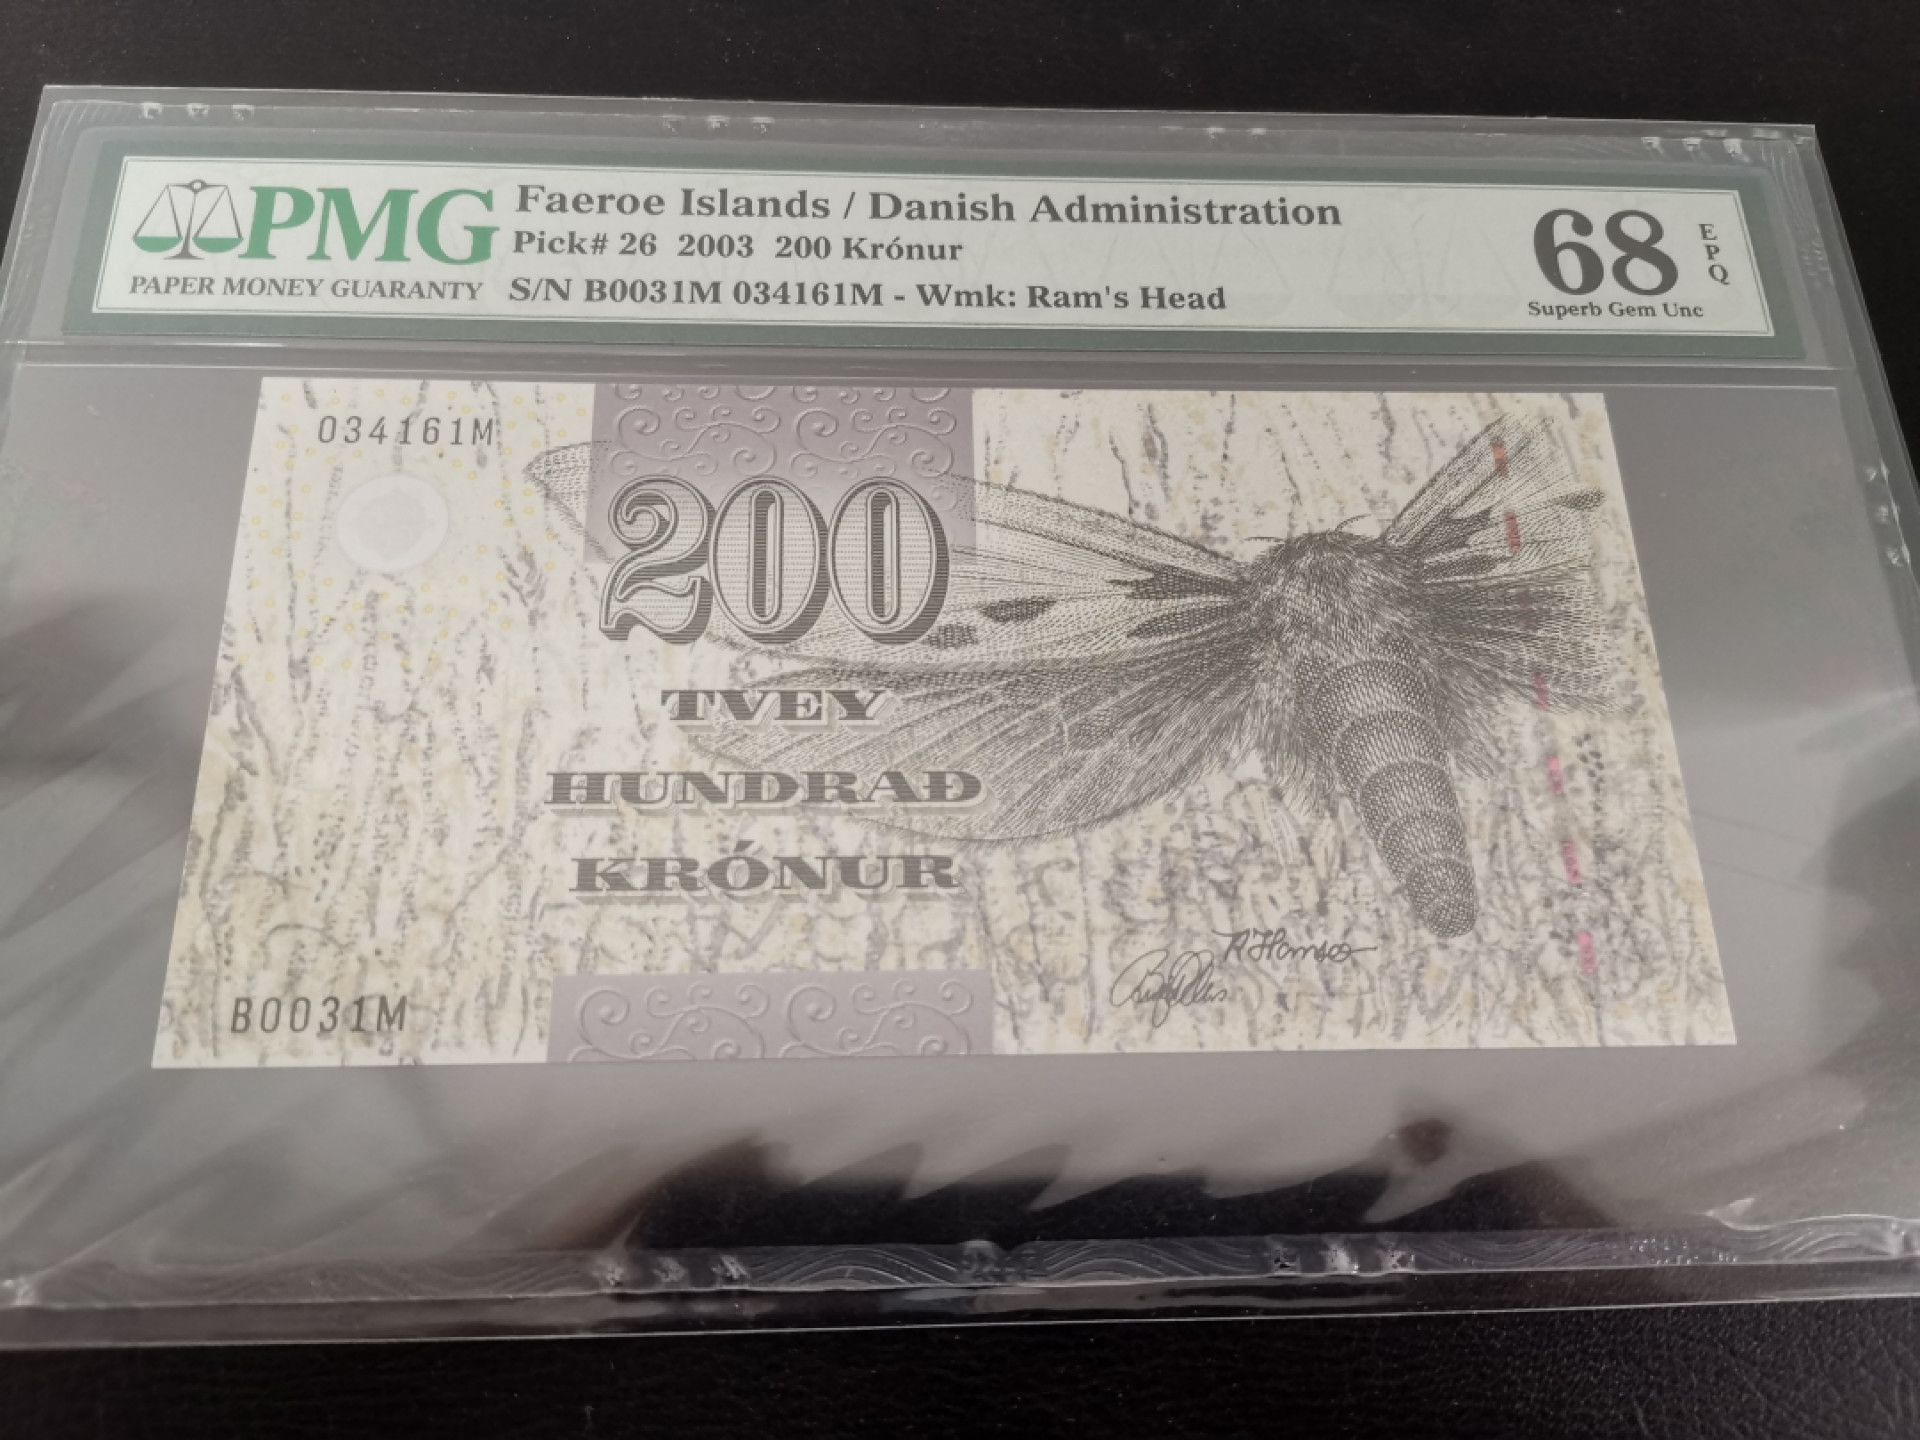 PMG
PAPER MONEY GUARANTY
Faeroe Islands / Danish Administration
Pick# 26 2003 200 Krónur
S/N B0031M 034161M - Wmk: Ram's Head
68
EPQ
Superb Gem Unc
034161M
200
TVEY
HUNDRAÐ
KRÓNUR
B0031M